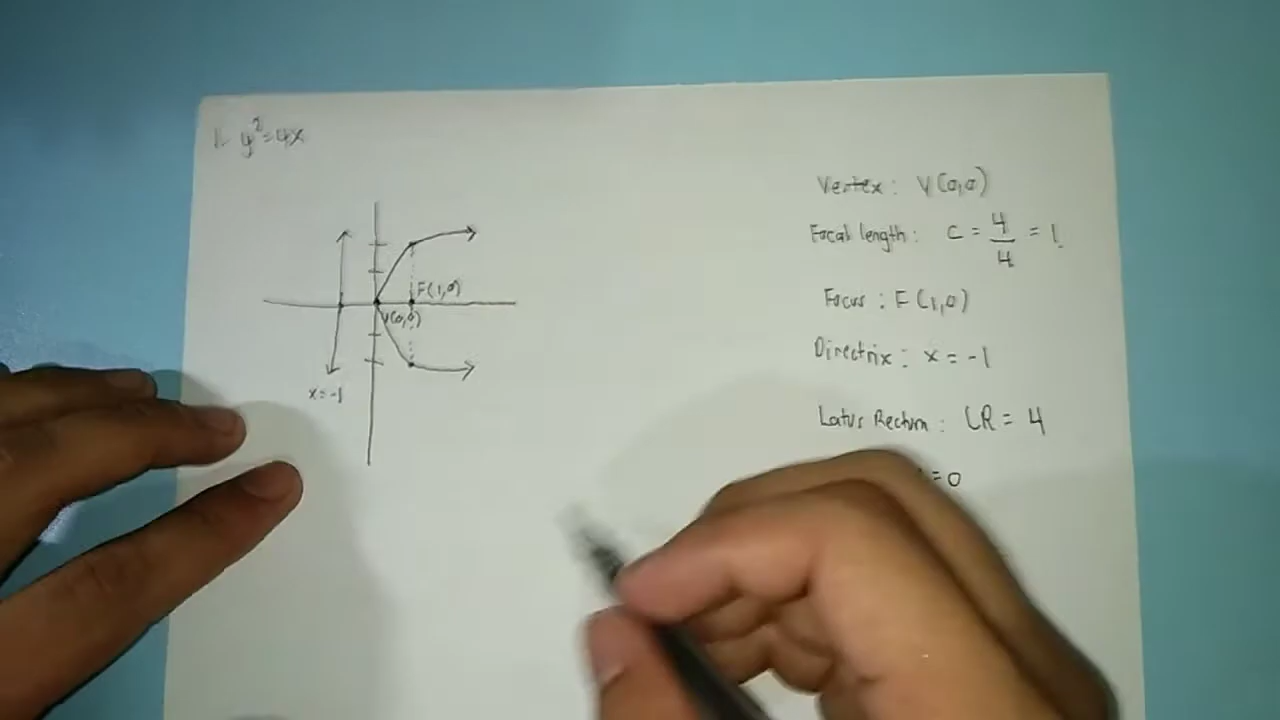 1. y²=4x
F(1,0)
V(0,0)
x=-1
Vertex: V(0,0)
Focal length: c = 4/4 = 1
Focus: F(1,0)
Directrix: x = -1
Latus Rectum: LR = 4
=0